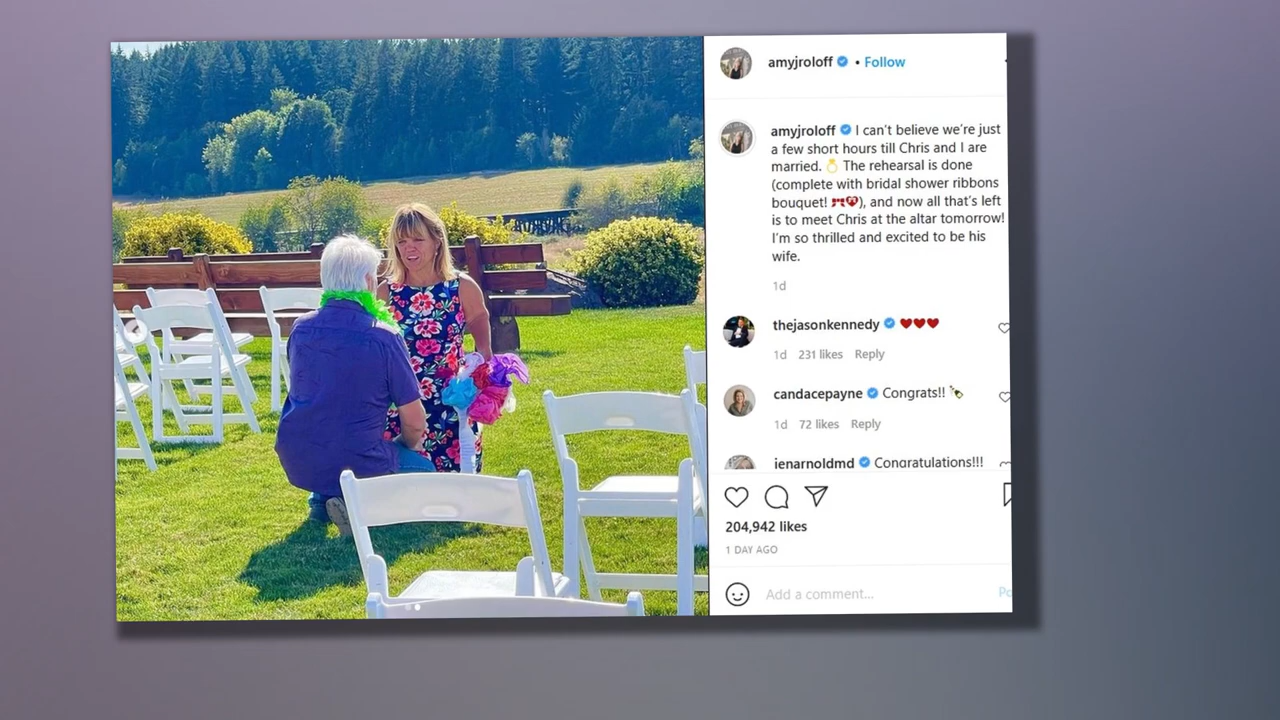 amyjroloff • Follow
amyjroloff I can't believe we're just
a few short hours till Chris and I are
married. 💍 The rehearsal is done
(complete with bridal shower ribbons
bouquet! 🎀💝), and now all that's left
is to meet Chris at the altar tomorrow!
I'm so thrilled and excited to be his
wife.
1d
thejasonkennedy ❤️❤️❤️
1d 231 likes Reply
candacepayne Congrats!! 🍾
1d 72 likes Reply
jenarnoldmd Congratulations!!!
204,942 likes
1 DAY AGO
Add a comment... Po